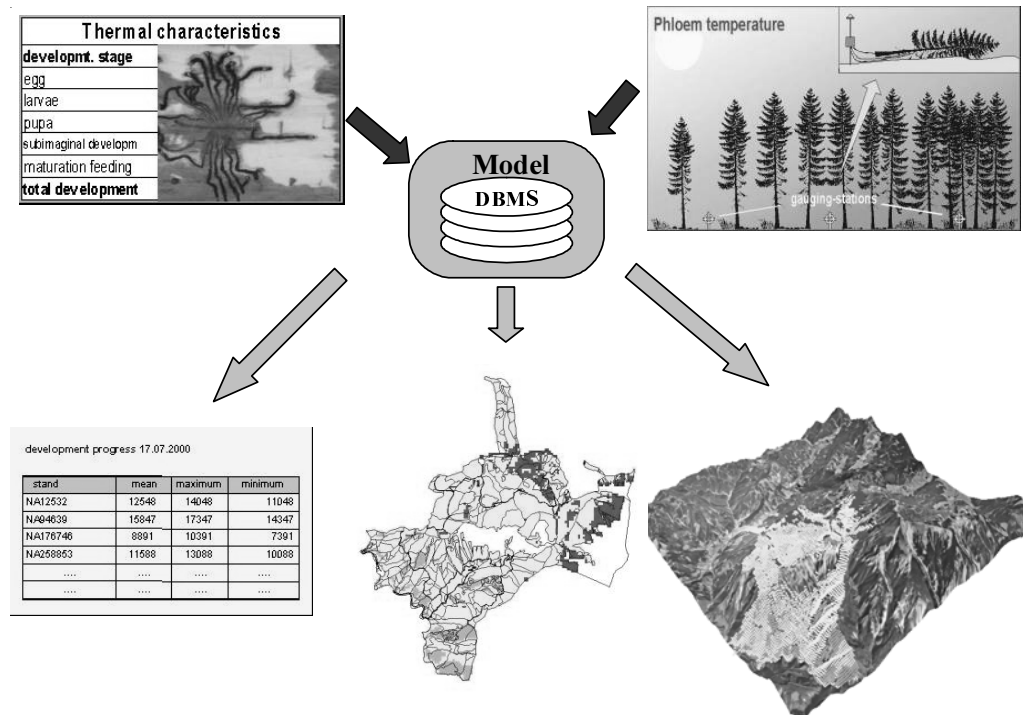 Thermal characteristics
developmt. stage
egg
larvae
pupa
subimaginal developm
maturation feeding
total development
Phloem temperature
gauging-stations
Model
DBMS
development progress 17.07.2000
stand mean maximum minimum
NA12532 12548 14048 11048
NA94639 15847 17347 14347
NA176746 8891 10391 7391
NA258853 11588 13088 10088
.... .... .... ....
.... .... .... ....